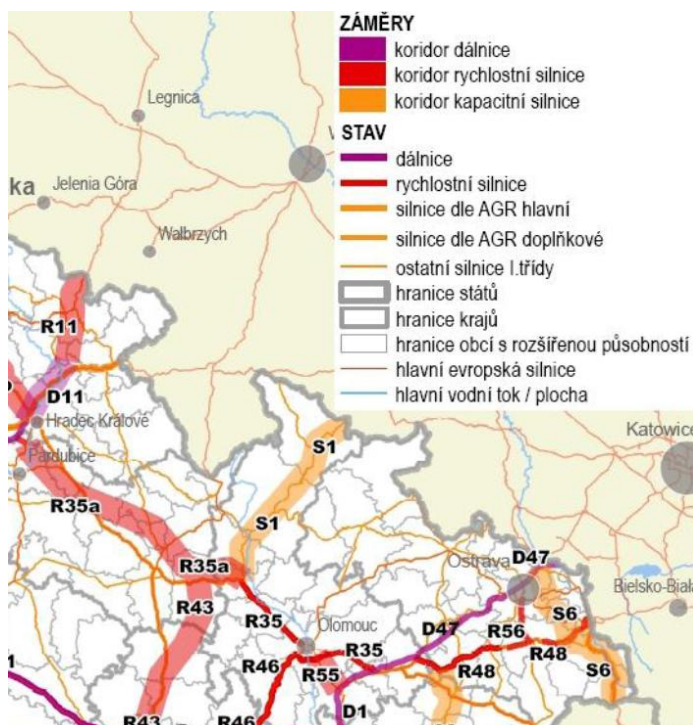 ZÁMĚRY
koridor dálnice
koridor rychlostní silnice
koridor kapacitní silnice
STAV
dálnice
rychlostní silnice
silnice dle AGR hlavní
silnice dle AGR doplňkové
ostatní silnice I.třídy
hranice států
hranice krajů
hranice obcí s rozšířenou působností
hlavní evropská silnice
hlavní vodní tok / plocha
Legnica
ka
Jelenia Góra
Walbrzych
R11
D11
Hradec Králové
Pardubice
S1
Katowice
R35a
S1
R35a
D47
Ostrava
Bielsko-Biała
R43
R35
Olomouc
D47
R56
S6
R46
R35
R48
R48
S6
R55
D1
R43
R46